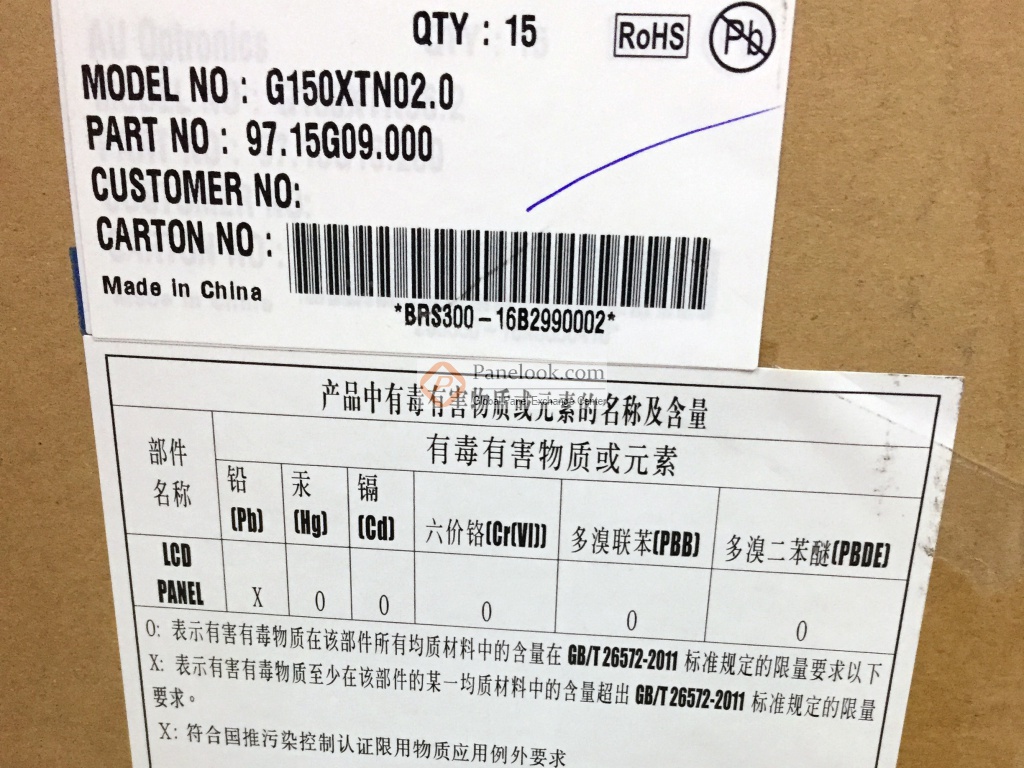 QTY : 15
RoHS
Pb
MODEL NO : G150XTN02.0
PART NO : 97.15G09.000
CUSTOMER NO:
CARTON NO :
Made in China
*BRS300-16B2990002*
Panelook.com
Global Panel Exchange Center
产品中有毒有害物质或元素的名称及含量
部件名称
有毒有害物质或元素
铅(Pb)
汞(Hg)
镉(Cd)
六价铬(Cr(VI))
多溴联苯(PBB)
多溴二苯醚(PBDE)
LCD PANEL
X
O
O
O
O
O
O: 表示有害有毒物质在该部件所有均质材料中的含量在 GB/T 26572-2011 标准规定的限量要求以下
X: 表示有害有毒物质至少在该部件的某一均质材料中的含量超出 GB/T 26572-2011 标准规定的限量
要求。
X: 符合国推污染控制认证限用物质应用例外要求